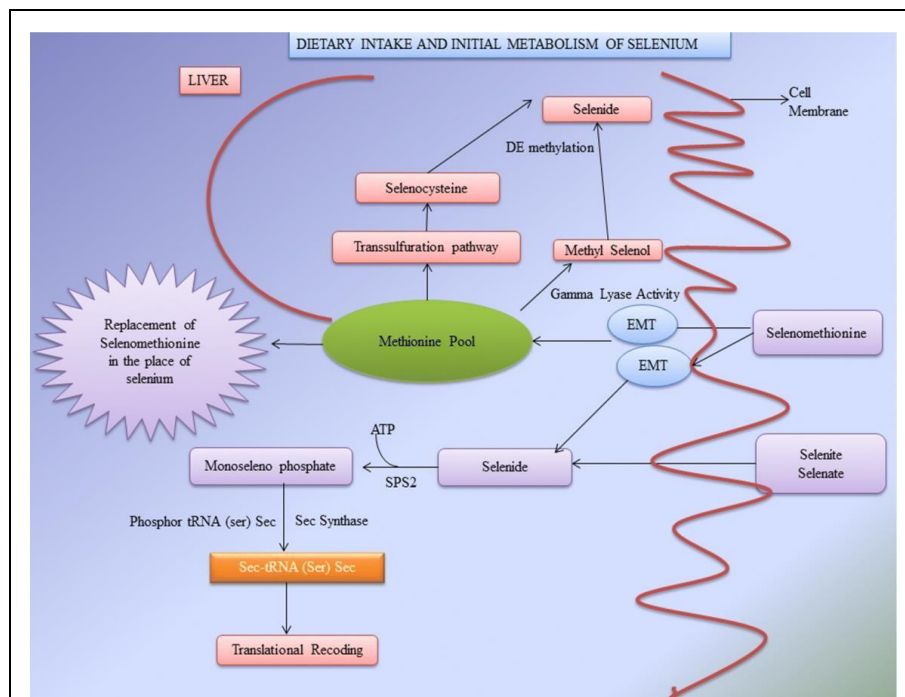 DIETARY INTAKE AND INITIAL METABOLISM OF SELENIUM
LIVER
Cell
Membrane
Selenide
DE methylation
Selenocysteine
Transsulfuration pathway
Methyl Selenol
Gamma Lyase Activity
EMT
Selenomethionine
Replacement of
Selenomethionine
in the place of
selenium
Methionine Pool
EMT
ATP
Monoseleno phosphate
SPS2
Selenide
Selenite
Selenate
Phosphor tRNA (ser) Sec
Sec Synthase
Sec-tRNA (Ser) Sec
Translational Recoding